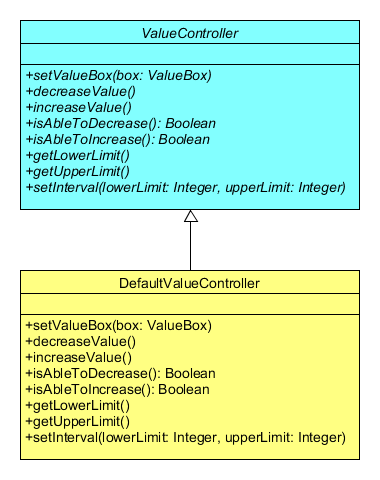 ValueController
+setValueBox(box: ValueBox)
+decreaseValue()
+increaseValue()
+isAbleToDecrease(): Boolean
+isAbleToIncrease(): Boolean
+getLowerLimit()
+getUpperLimit()
+setInterval(lowerLimit: Integer, upperLimit: Integer)
DefaultValueController
+setValueBox(box: ValueBox)
+decreaseValue()
+increaseValue()
+isAbleToDecrease(): Boolean
+isAbleToIncrease(): Boolean
+getLowerLimit()
+getUpperLimit()
+setInterval(lowerLimit: Integer, upperLimit: Integer)